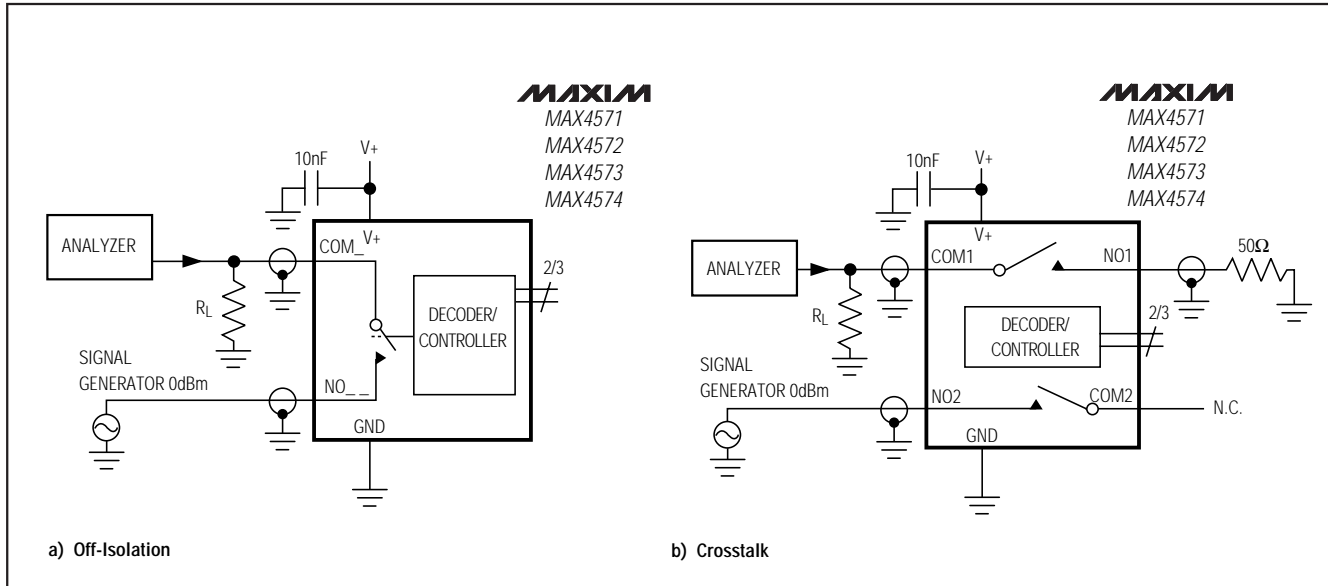 MAXIM
MAX4571
MAX4572
MAX4573
MAX4574
10nF
V+
V+
ANALYZER
COM_
RL
DECODER/
CONTROLLER
2/3
SIGNAL
GENERATOR 0dBm
NO_ _
GND
a) Off-Isolation
MAXIM
MAX4571
MAX4572
MAX4573
MAX4574
10nF
V+
V+
ANALYZER
COM1
NO1
50Ω
RL
DECODER/
CONTROLLER
2/3
SIGNAL
GENERATOR 0dBm
NO2
COM2
N.C.
GND
b) Crosstalk